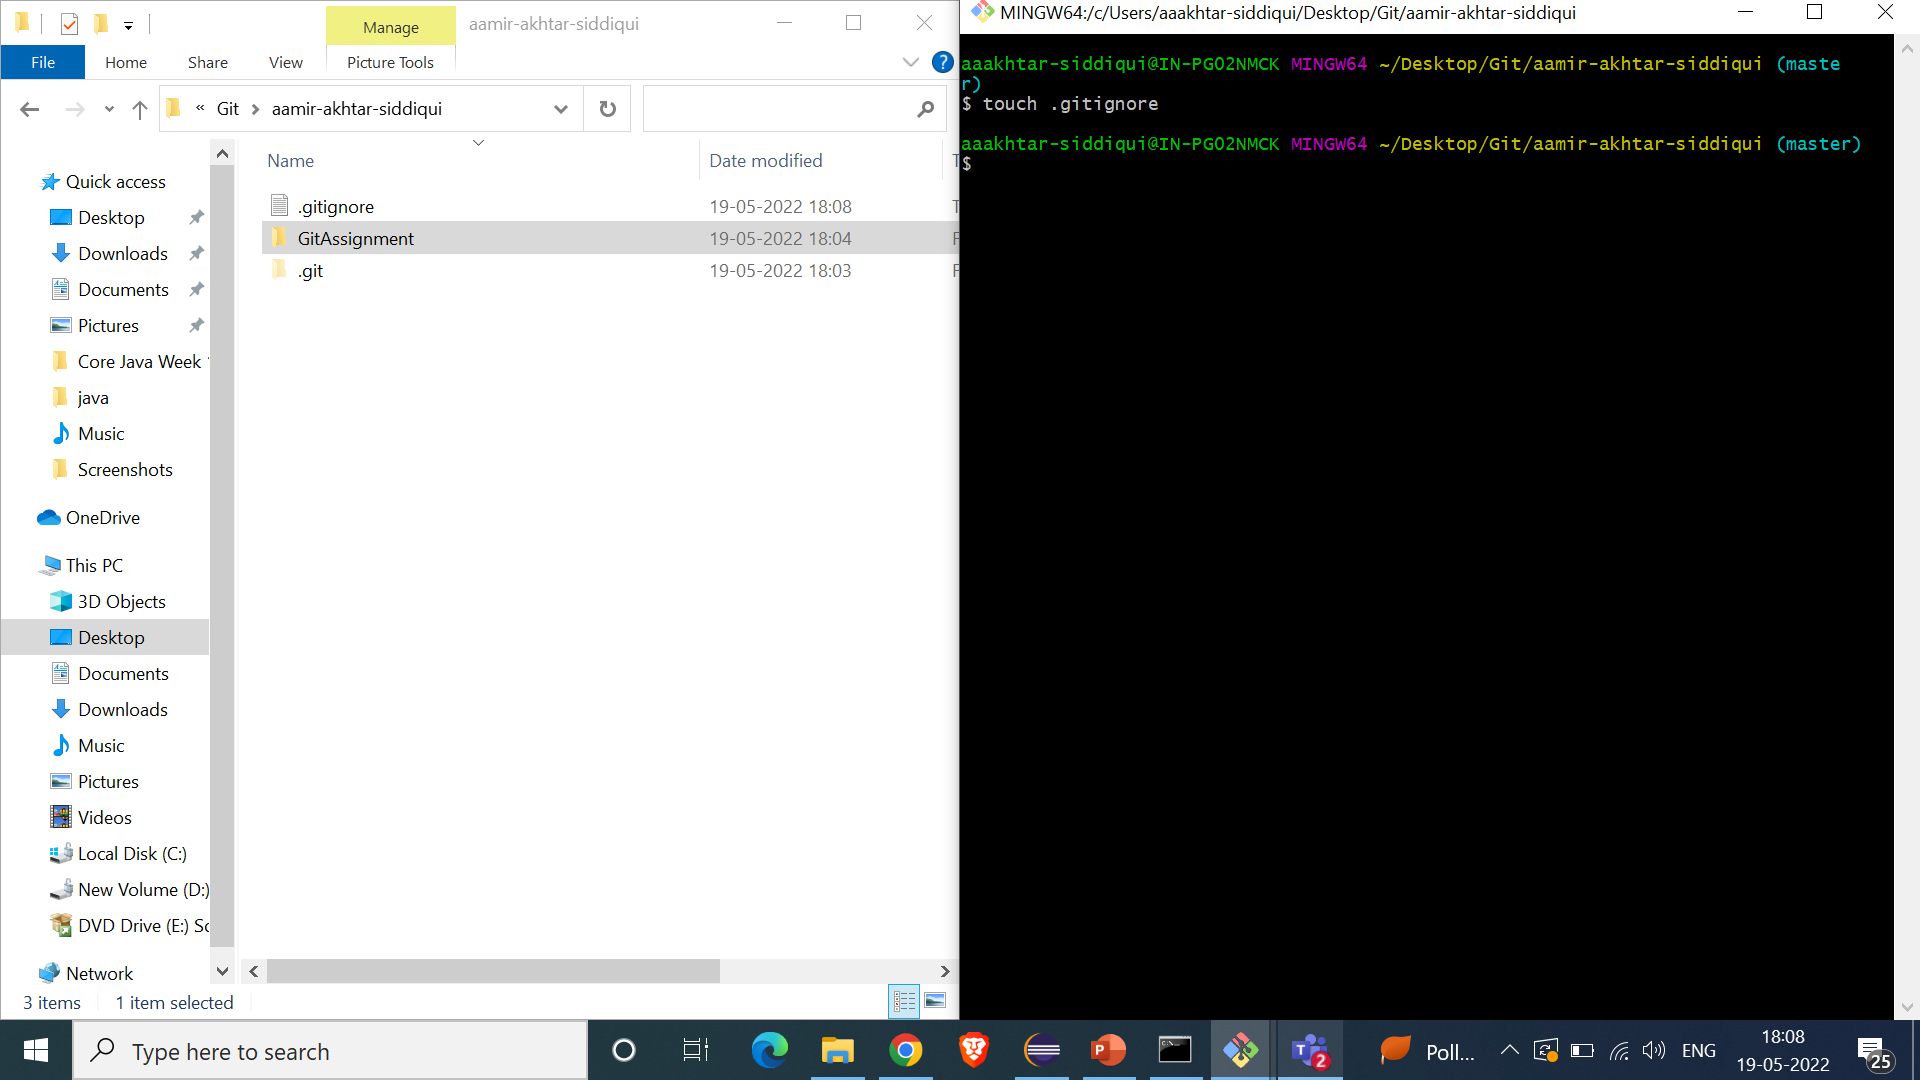 Manage
aamir-akhtar-siddiqui
File
Home
Share
View
Picture Tools
?
« Git > aamir-akhtar-siddiqui
Name
Date modified
.gitignore
19-05-2022 18:08
GitAssignment
19-05-2022 18:04
.git
19-05-2022 18:03
Quick access
Desktop
Downloads
Documents
Pictures
Core Java Week
java
Music
Screenshots
OneDrive
This PC
3D Objects
Desktop
Documents
Downloads
Music
Pictures
Videos
Local Disk (C:)
New Volume (D:)
DVD Drive (E:) Sc
Network
3 items
1 item selected
MINGW64:/c/Users/aaakhtar-siddiqui/Desktop/Git/aamir-akhtar-siddiqui
aaakhtar-siddiqui@IN-PGO2NMCK MINGW64 ~/Desktop/Git/aamir-akhtar-siddiqui (maste
r)
$ touch .gitignore
aaakhtar-siddiqui@IN-PGO2NMCK MINGW64 ~/Desktop/Git/aamir-akhtar-siddiqui (master)
$
Type here to search
P
T
2
Poll...
ENG
18:08
19-05-2022
25